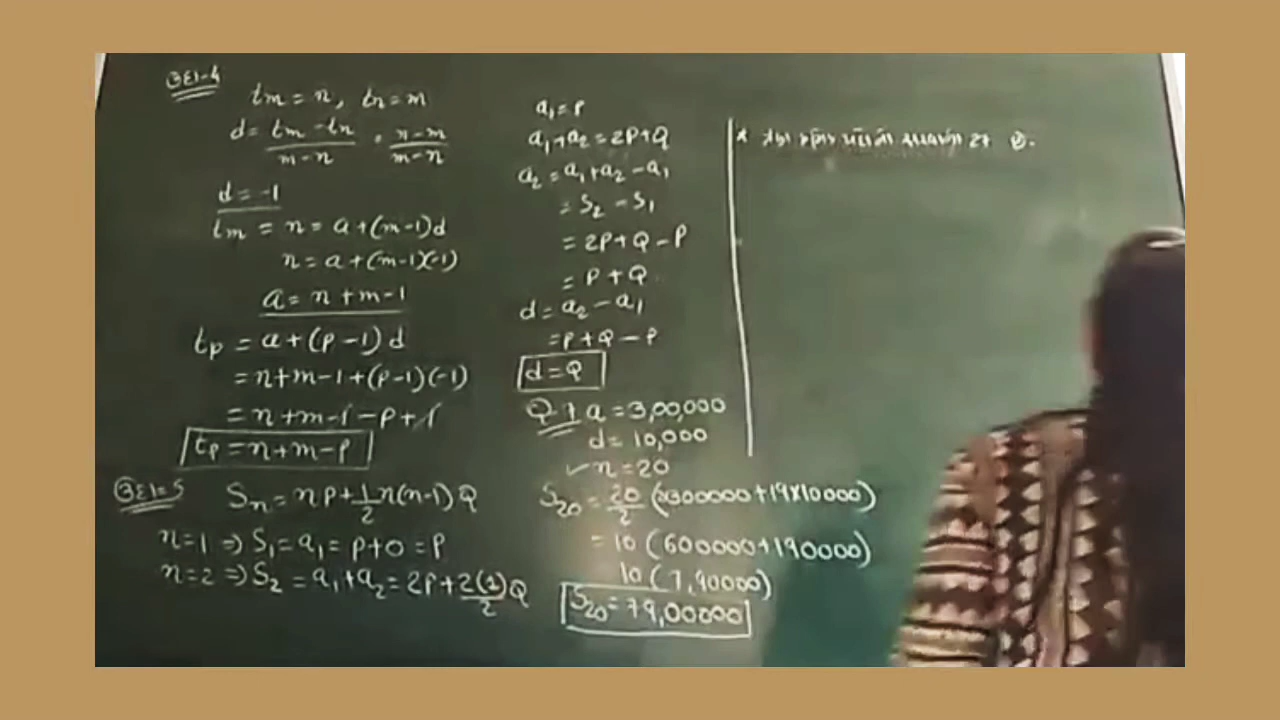 ઉદા-4
tm = n, tn = m
d = (tm - tn)/(m - n) = (n - m)/(m - n)
d = -1
tm = n = a + (m-1)d
n = a + (m-1)(-1)
a = n + m - 1
tp = a + (p-1)d
= n + m - 1 + (p-1)(-1)
= n + m - 1 - p + 1
tp = n + m - p
ઉદા-5
Sn = nP + 1/2 n(n-1)Q
n=1 ⇒ S1 = a1 = P + 0 = P
n=2 ⇒ S2 = a1 + a2 = 2P + 2(1)/2 Q
a1 = P
a1 + a2 = 2P + Q
a2 = a1 + a2 - a1
= S2 - S1
= 2P + Q - P
= P + Q
d = a2 - a1
= P + Q - P
d = Q
Q-7 a = 3,00,000
d = 10,000
✓ n = 20
S20 = 20/2 (300000 + 19×10000)
= 10 (600000 + 190000)
10 (7,90000)
S20 = 79,00000